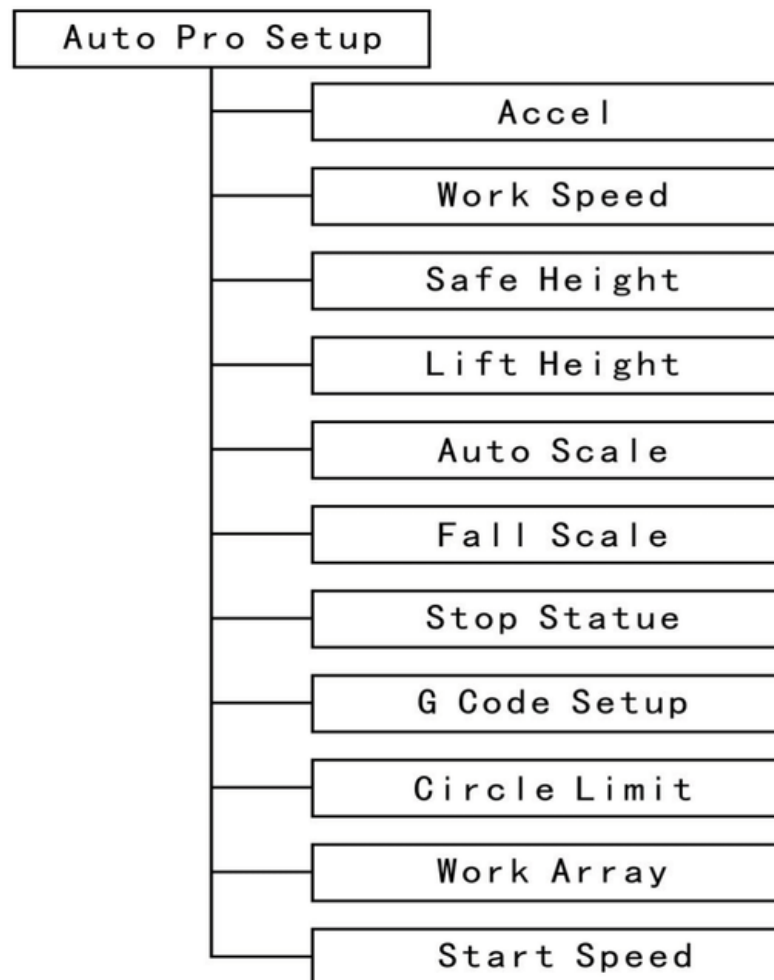 Auto Pro Setup
Accel
Work Speed
Safe Height
Lift Height
Auto Scale
Fall Scale
Stop Statue
G Code Setup
Circle Limit
Work Array
Start Speed